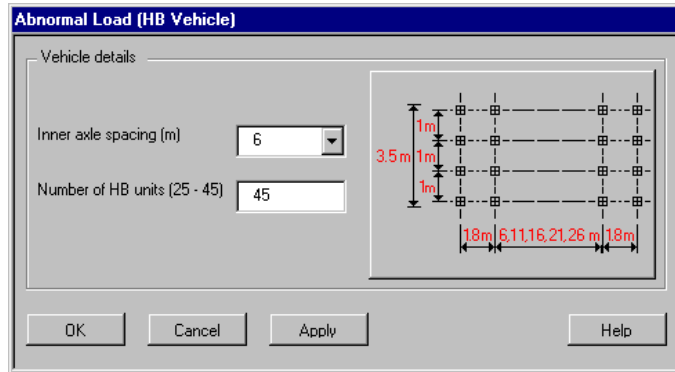 Abnormal Load (HB Vehicle)
Vehicle details
Inner axle spacing (m)
6
Number of HB units (25 - 45)
45
1m
3.5 m 1m
1m
1.8m 6,11,16,21,26 m 1.8m
OK Cancel Apply Help